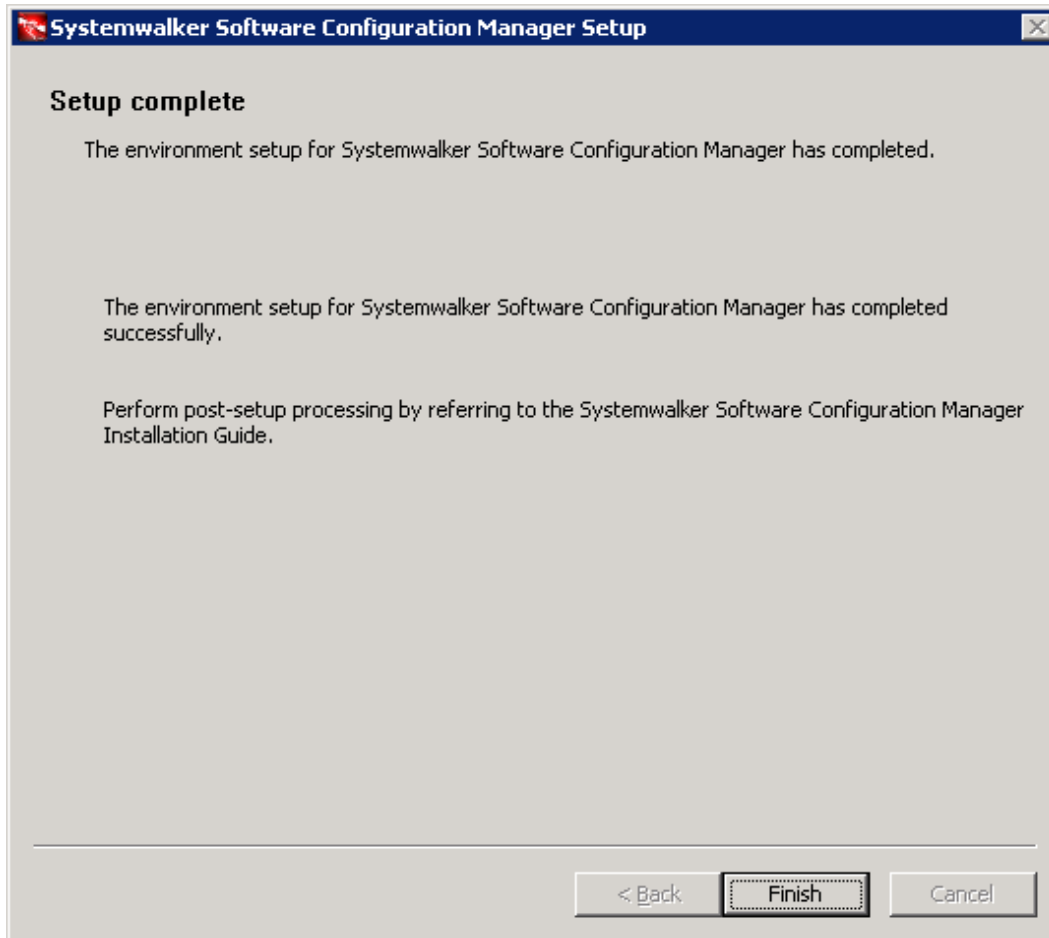 Systemwalker Software Configuration Manager Setup
Setup complete
The environment setup for Systemwalker Software Configuration Manager has completed.
The environment setup for Systemwalker Software Configuration Manager has completed
successfully.
Perform post-setup processing by referring to the Systemwalker Software Configuration Manager
Installation Guide.
< Back Finish Cancel